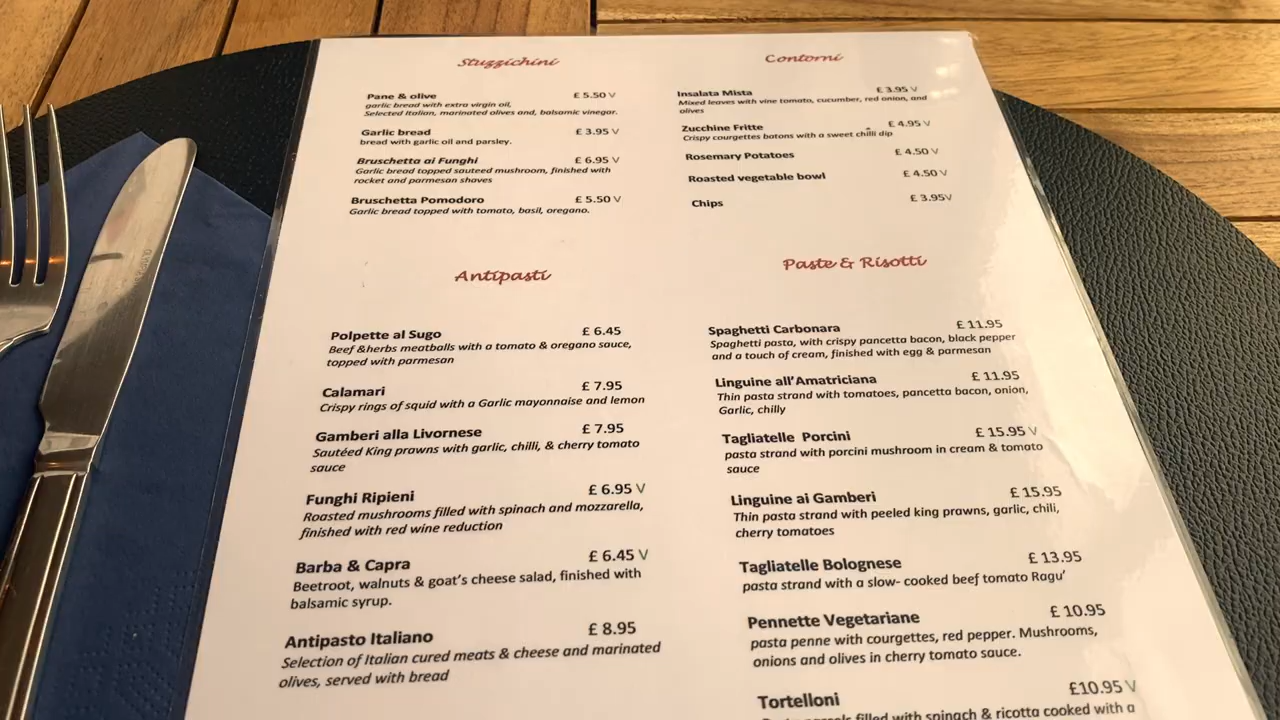 Stuzzichini
Pane & olive £ 5.50 V
garlic bread with extra virgin oil,
Selected Italian, marinated olives and, balsamic vinegar.
Garlic bread £ 3.95 V
bread with garlic oil and parsley.
Bruschetta ai Funghi £ 6.95 V
Garlic bread topped sauteed mushroom, finished with
rocket and parmesan shaves
Bruschetta Pomodoro £ 5.50 V
Garlic bread topped with tomato, basil, oregano.
Antipasti
Polpette al Sugo £ 6.45
Beef &herbs meatballs with a tomato & oregano sauce,
topped with parmesan
Calamari £ 7.95
Crispy rings of squid with a Garlic mayonnaise and lemon
Gamberi alla Livornese £ 7.95
Sautéed King prawns with garlic, chilli, & cherry tomato
sauce
Funghi Ripieni £ 6.95 V
Roasted mushrooms filled with spinach and mozzarella,
finished with red wine reduction
Barba & Capra £ 6.45 V
Beetroot, walnuts & goat's cheese salad, finished with
balsamic syrup.
Antipasto Italiano £ 8.95
Selection of Italian cured meats & cheese and marinated
olives, served with bread
Contorni
Insalata Mista £ 3.95 V
Mixed leaves with vine tomato, cucumber, red onion, and
olives
Zucchine Fritte £ 4.95 V
Crispy courgettes batons with a sweet chilli dip
Rosemary Potatoes £ 4.50 V
Roasted vegetable bowl £ 4.50 V
Chips £ 3.95V
Paste & Risotti
Spaghetti Carbonara £ 11.95
Spaghetti pasta, with crispy pancetta bacon, black pepper
and a touch of cream, finished with egg & parmesan
Linguine all'Amatriciana £ 11.95
Thin pasta strand with tomatoes, pancetta bacon, onion,
Garlic, chilly
Tagliatelle Porcini £ 15.95 V
pasta strand with porcini mushroom in cream & tomato
sauce
Linguine ai Gamberi £ 15.95
Thin pasta strand with peeled king prawns, garlic, chili,
cherry tomatoes
Tagliatelle Bolognese £ 13.95
pasta strand with a slow- cooked beef tomato Ragu'
Pennette Vegetariane £ 10.95
pasta penne with courgettes, red pepper. Mushrooms,
onions and olives in cherry tomato sauce.
Tortelloni £10.95 V
filled with spinach & ricotta cooked with a